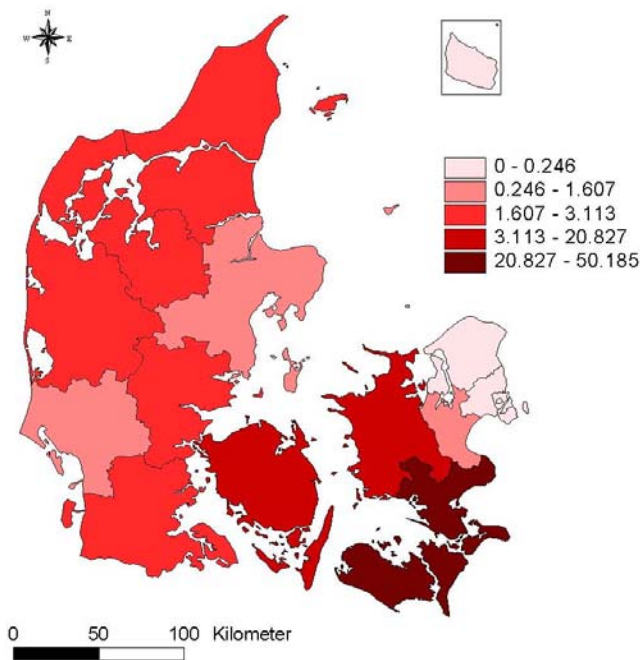 N
W E
S
0 - 0.246
0.246 - 1.607
1.607 - 3.113
3.113 - 20.827
20.827 - 50.185
0 50 100 Kilometer